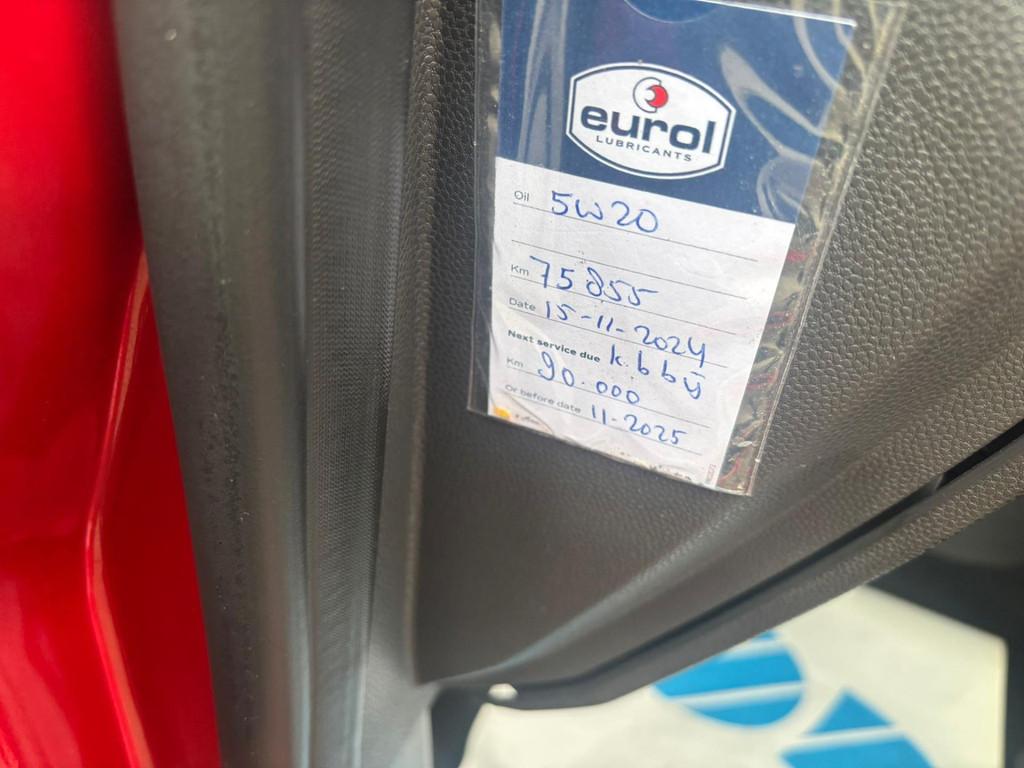 eurol
LUBRICANTS
Oil 5W20
Km 75855
Date 15-11-2024
Next service due k.b by
Km 90.000
Or before date 11-2025